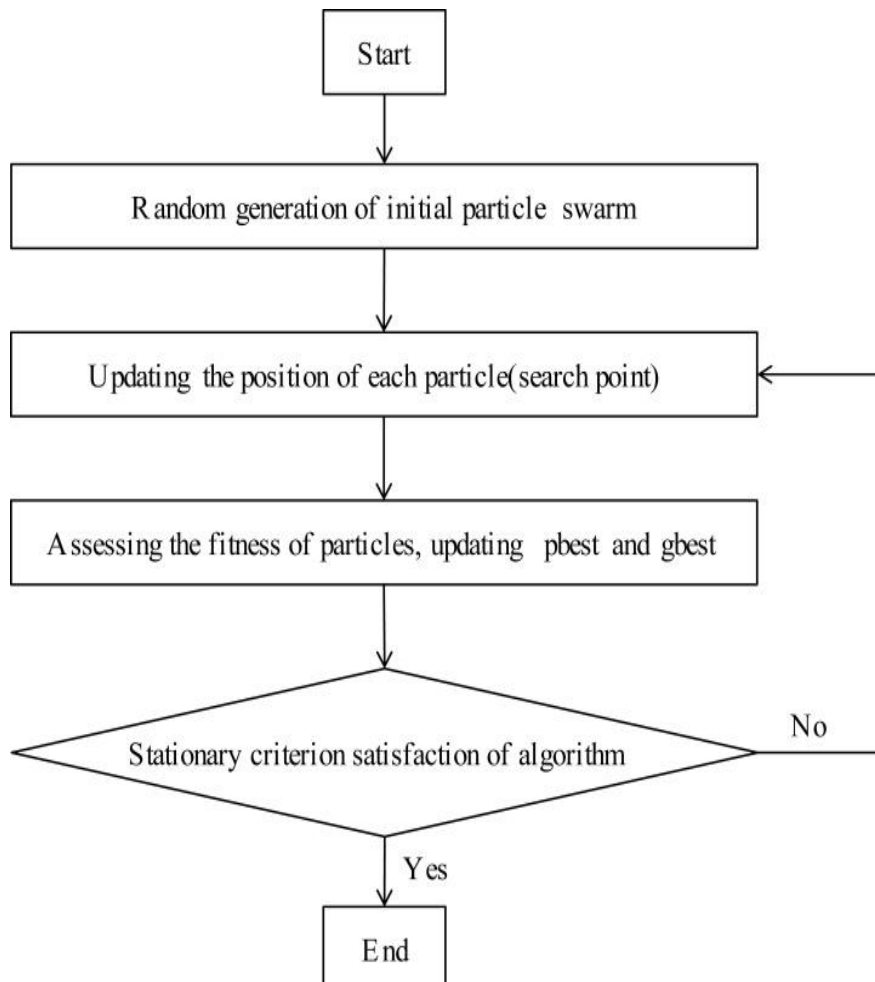 Start
Random generation of initial particle swarm
Updating the position of each particle(search point)
Assessing the fitness of particles, updating pbest and gbest
Stationary criterion satisfaction of algorithm
No
Yes
End